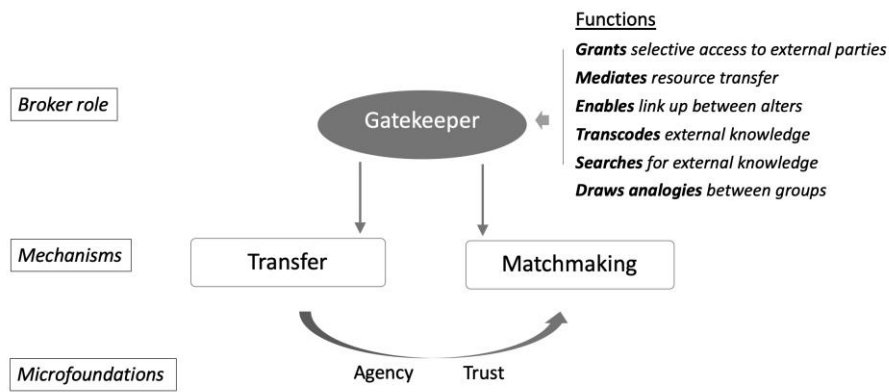 Functions
Grants selective access to external parties
Mediates resource transfer
Broker role
Gatekeeper
Enables link up between alters
Transcodes external knowledge
Searches for external knowledge
Draws analogies between groups
Mechanisms
Transfer
Matchmaking
Microfoundations
Agency
Trust